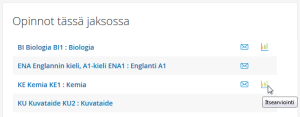 Opinnot tässä jaksossa
BI Biologia BI1 : Biologia
ENA Englannin kieli, A1-kieli ENA1 : Englanti A1
KE Kemia KE1 : Kemia
Itsearviointi
KU Kuvataide KU2 : Kuvataide